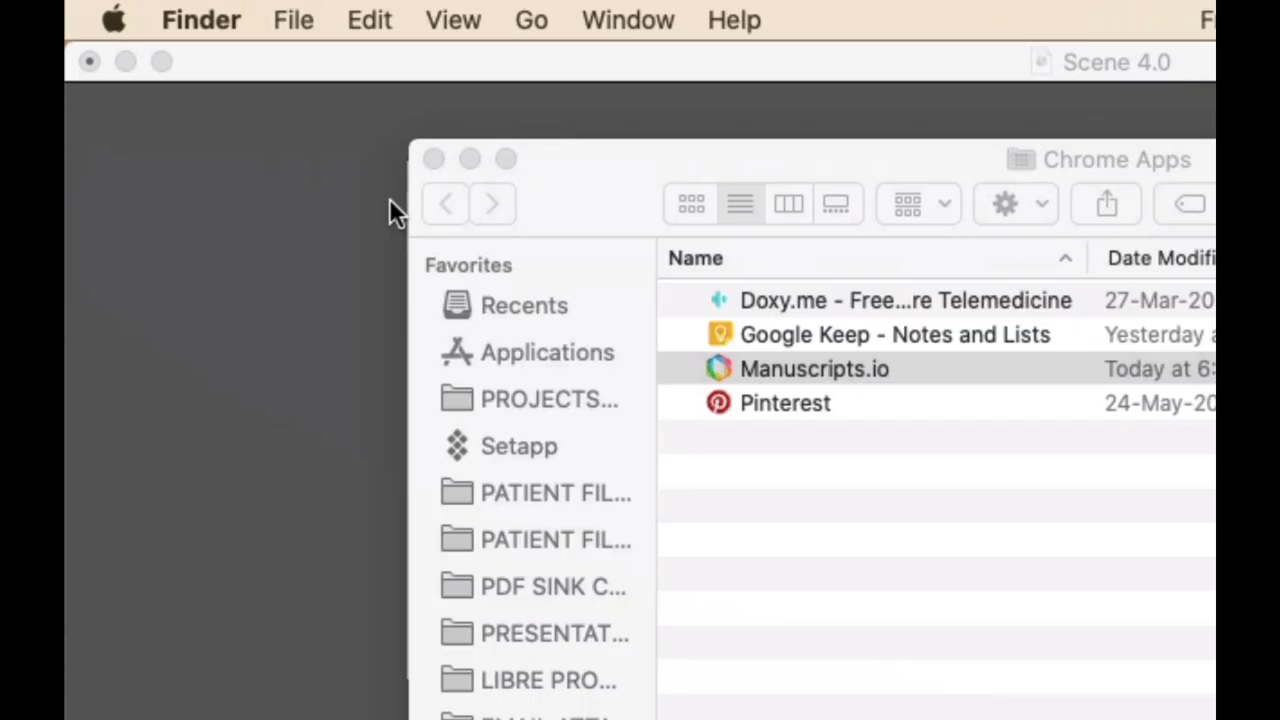 Finder File Edit View Go Window Help
Scene 4.0
Chrome Apps
Favorites
Recents
Applications
PROJECTS...
Setapp
PATIENT FIL...
PATIENT FIL...
PDF SINK C...
PRESENTAT...
LIBRE PRO...
Name Date Modifi
Doxy.me - Free...re Telemedicine 27-Mar-20
Google Keep - Notes and Lists Yesterday
Manuscripts.io Today at 6:
Pinterest 24-May-20